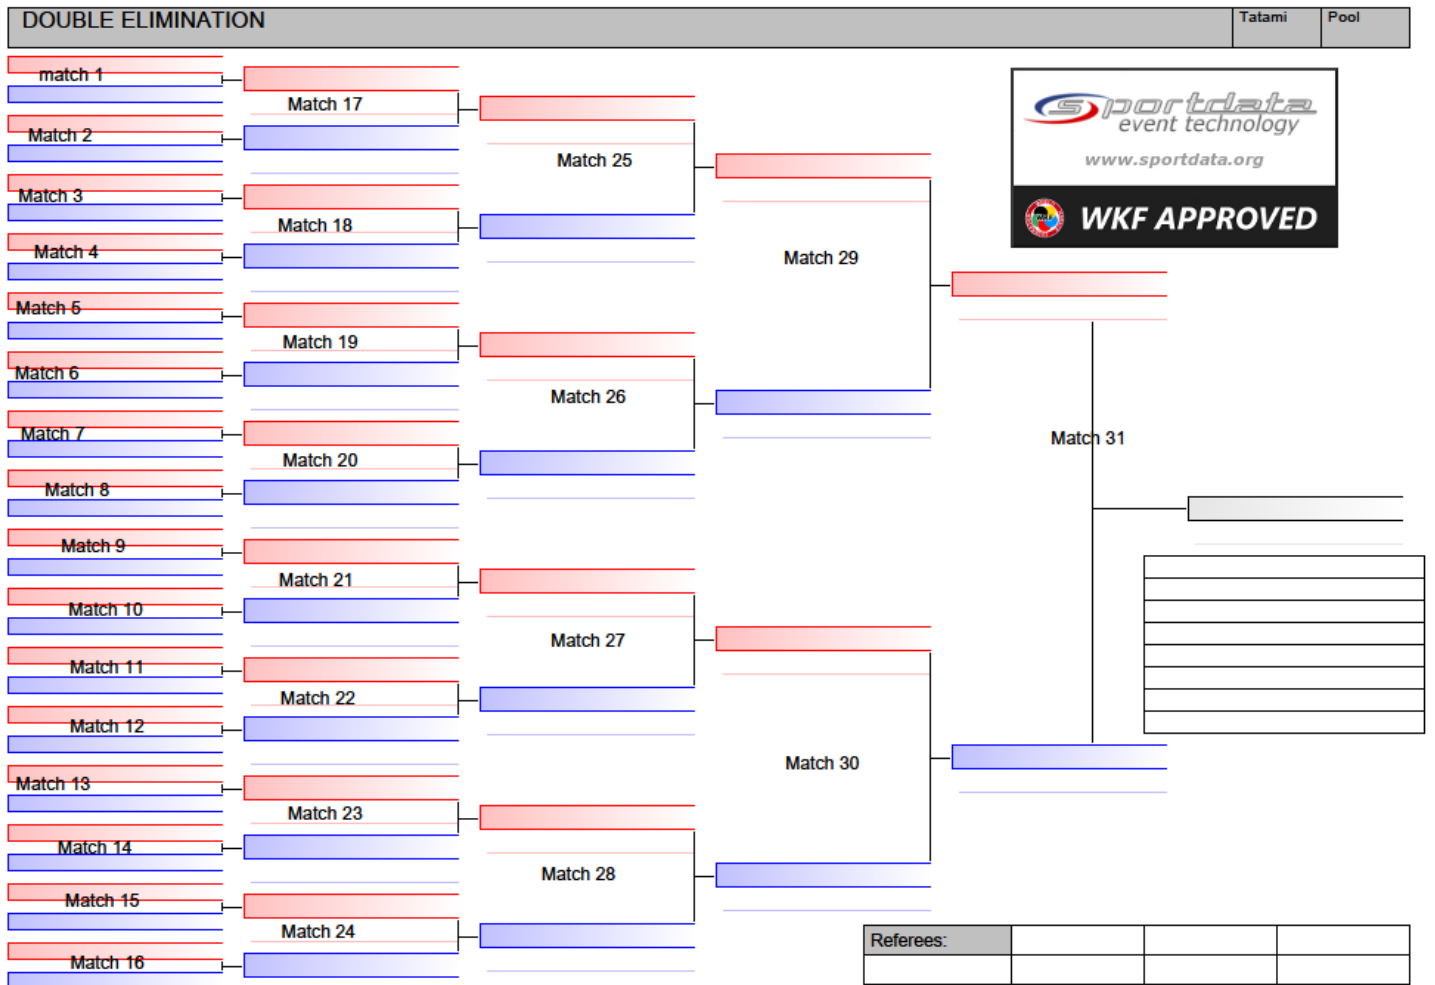 DOUBLE ELIMINATION
Tatami
Pool
match 1
Match 2
Match 3
Match 4
Match 5
Match 6
Match 7
Match 8
Match 9
Match 10
Match 11
Match 12
Match 13
Match 14
Match 15
Match 16
Match 17
Match 18
Match 19
Match 20
Match 21
Match 22
Match 23
Match 24
Match 25
Match 26
Match 27
Match 28
Match 29
Match 30
Match 31
sportdata
event technology
www.sportdata.org
WKF APPROVED
Referees: